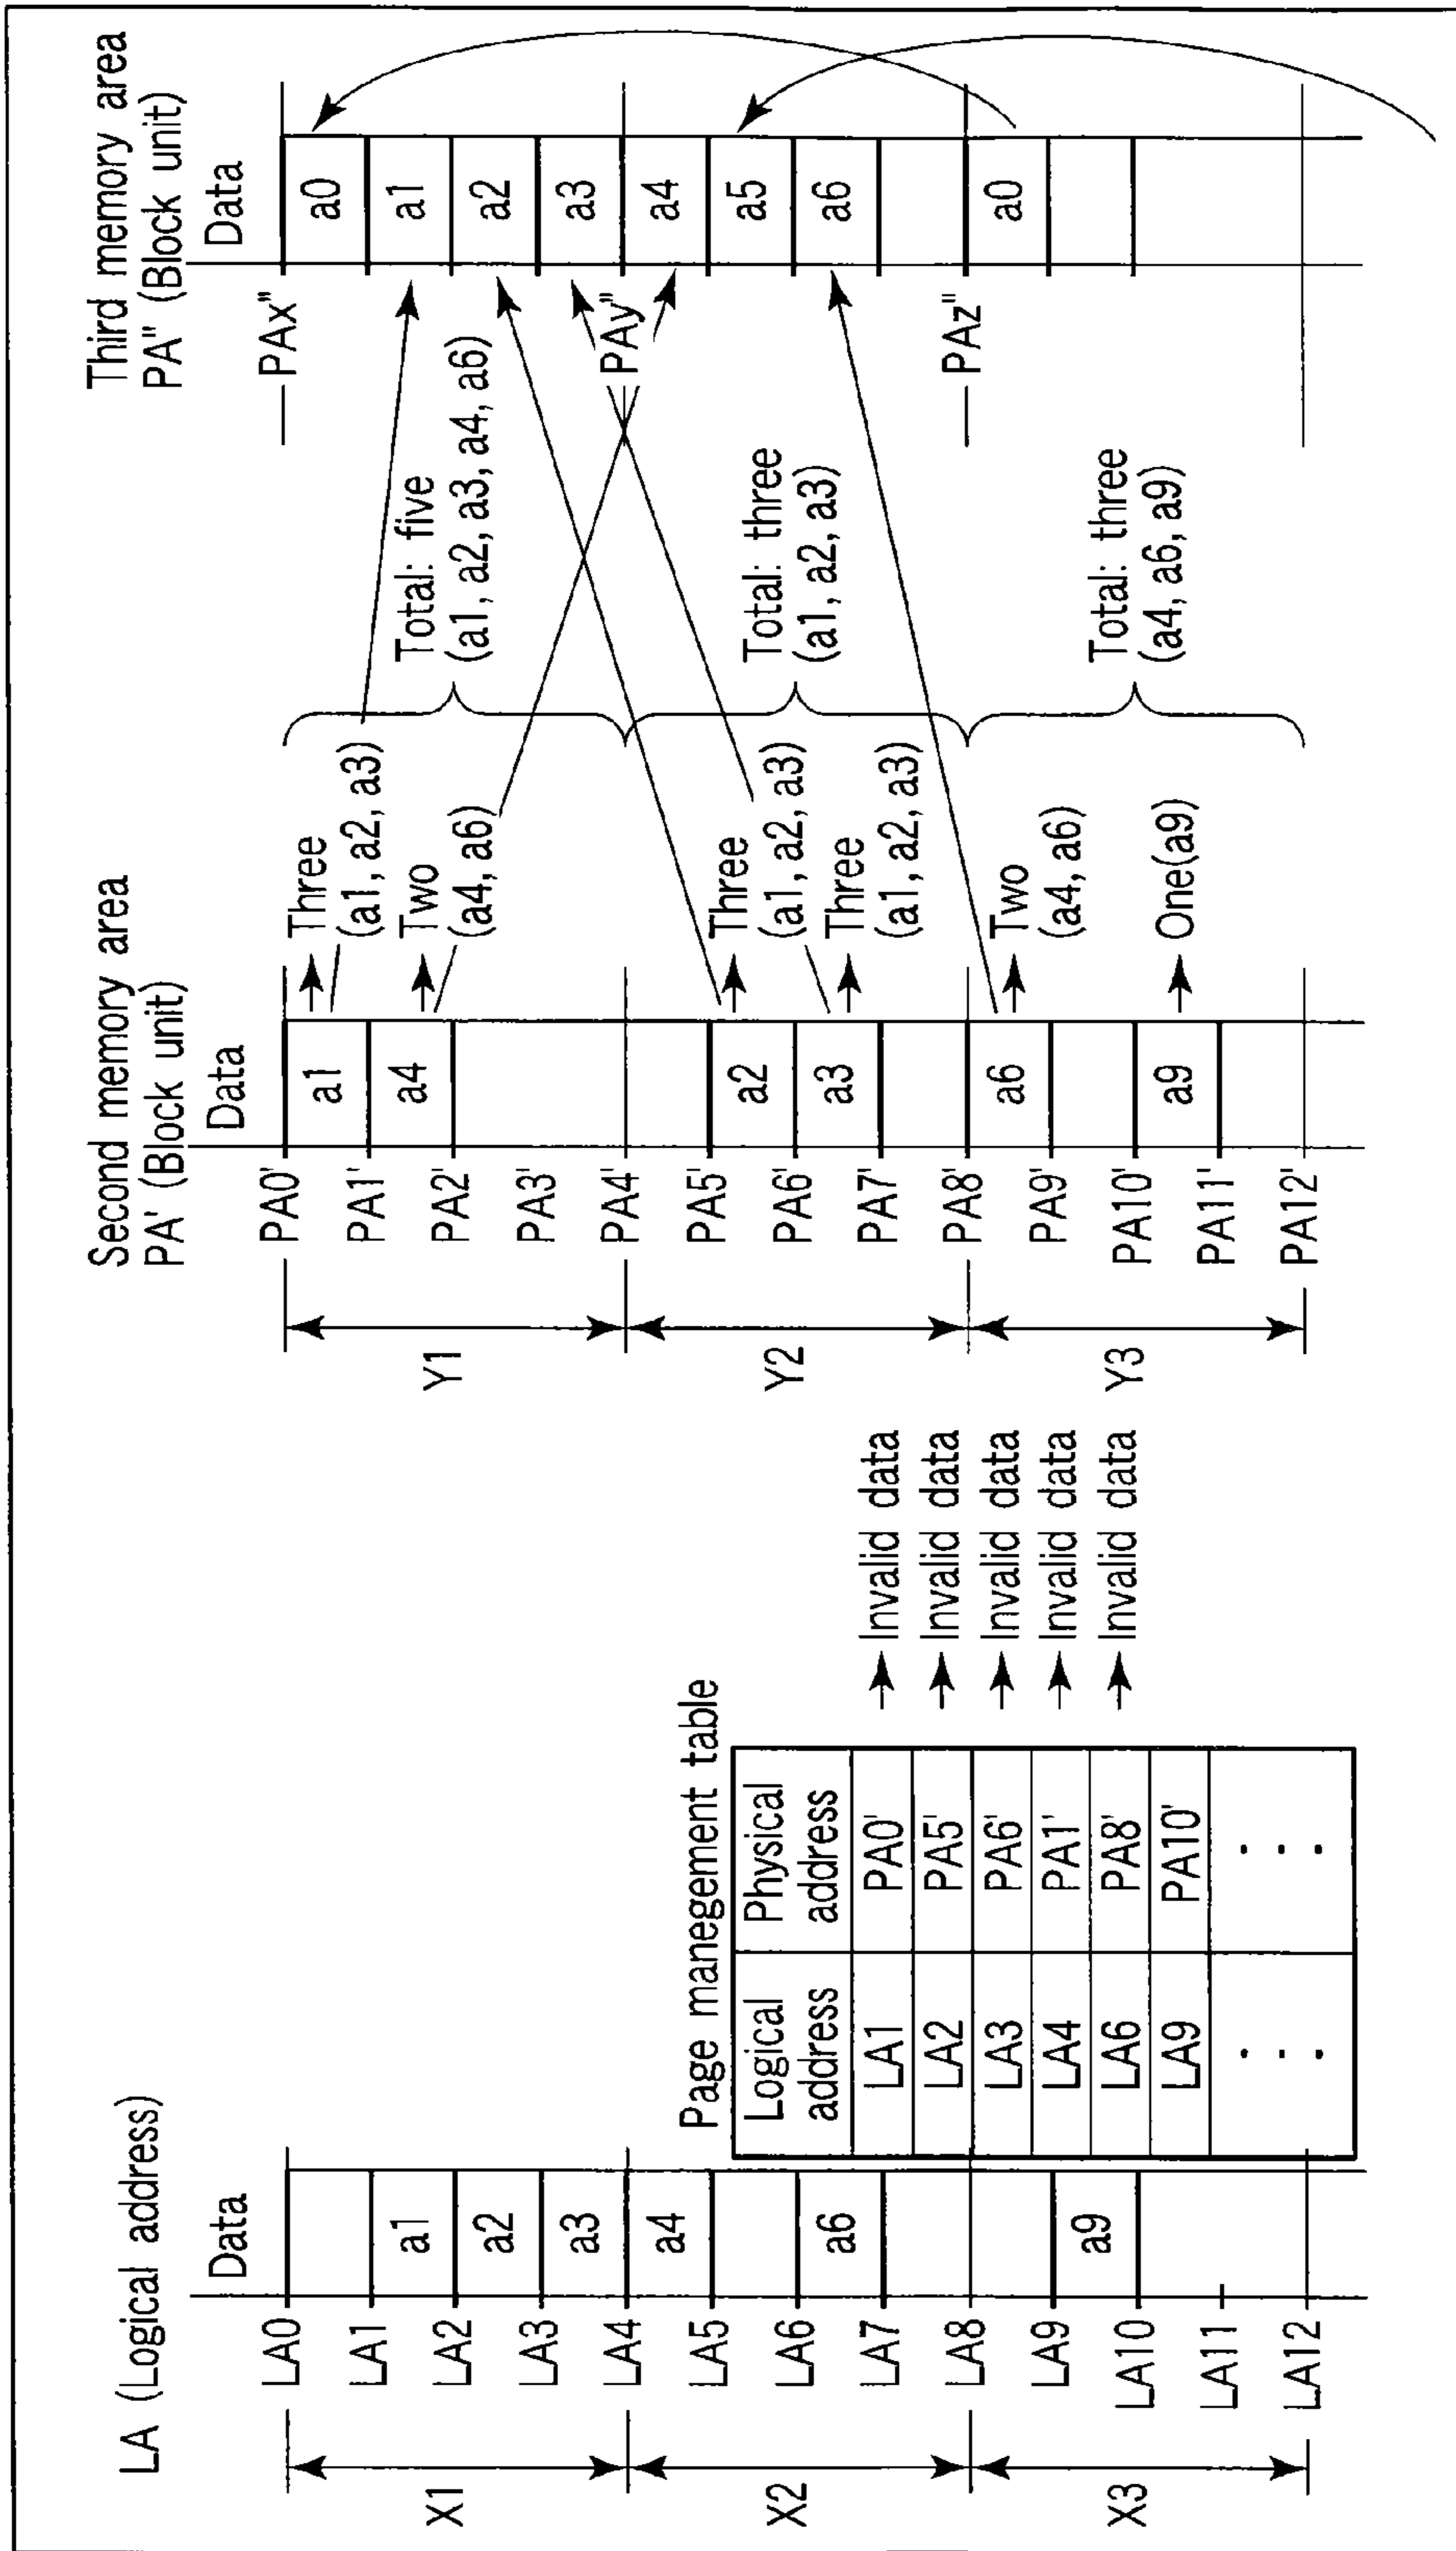 LA (Logical address)
Data
LA0
LA1
LA2
LA3
LA4
LA5
LA6
LA7
LA8
LA9
LA10
LA11
LA12
X1
X2
X3
a1
a2
a3
a4
a6
a9
Page manegement table
Logical address
Physical address
LA1 PA0'
LA2 PA5'
LA3 PA6'
LA4 PA1'
LA6 PA8'
LA9 PA10'
Invalid data
Invalid data
Invalid data
Invalid data
Invalid data
Second memory area
PA' (Block unit)
Data
PA0'
PA1'
PA2'
PA3'
PA4'
PA5'
PA6'
PA7'
PA8'
PA9'
PA10'
PA11'
PA12'
Y1
Y2
Y3
a1
a4
a2
a3
a6
a9
Three
(a1, a2, a3)
Two
(a4, a6)
Three
(a1, a2, a3)
Three
(a1, a2, a3)
Two
(a4, a6)
One(a9)
Total: five
(a1, a2, a3, a4, a6)
Total: three
(a1, a2, a3)
Total: three
(a4, a6, a9)
Third memory area
PA" (Block unit)
Data
PAx"
PAy"
PAz"
a0
a1
a2
a3
a4
a5
a6
a0